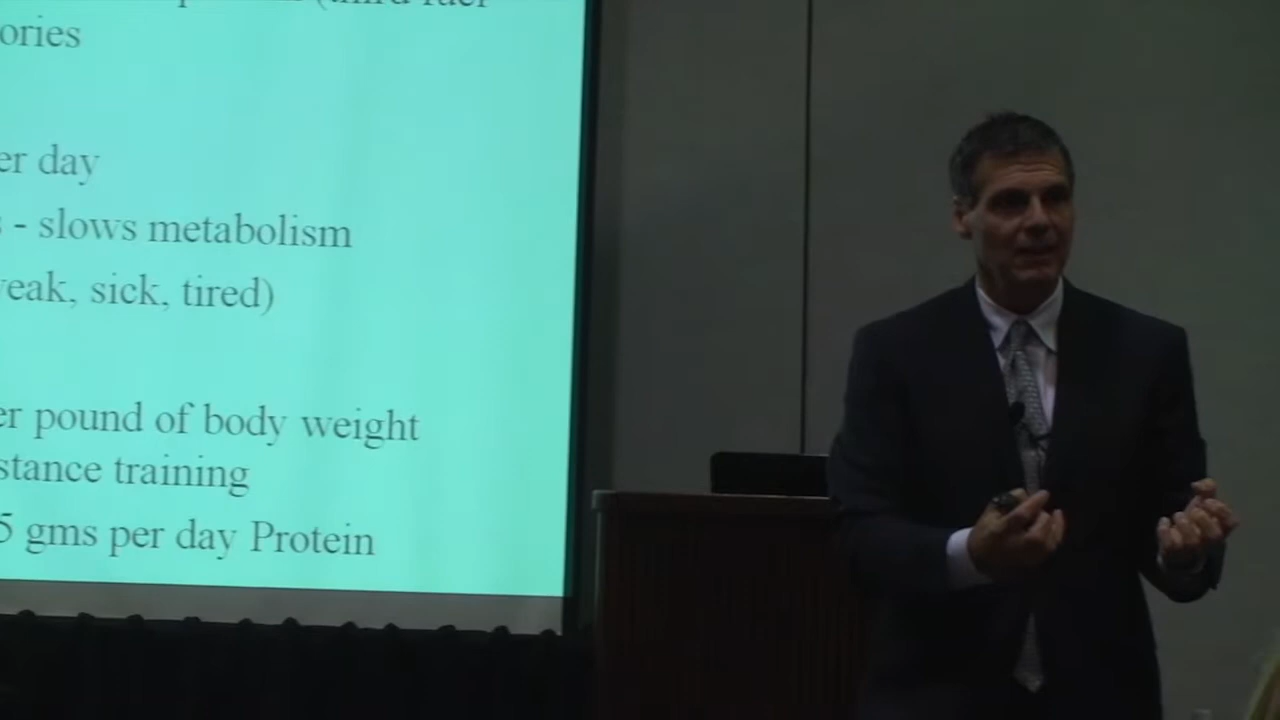 ories
er day
- slows metabolism
eak, sick, tired)
er pound of body weight
stance training
5 gms per day Protein